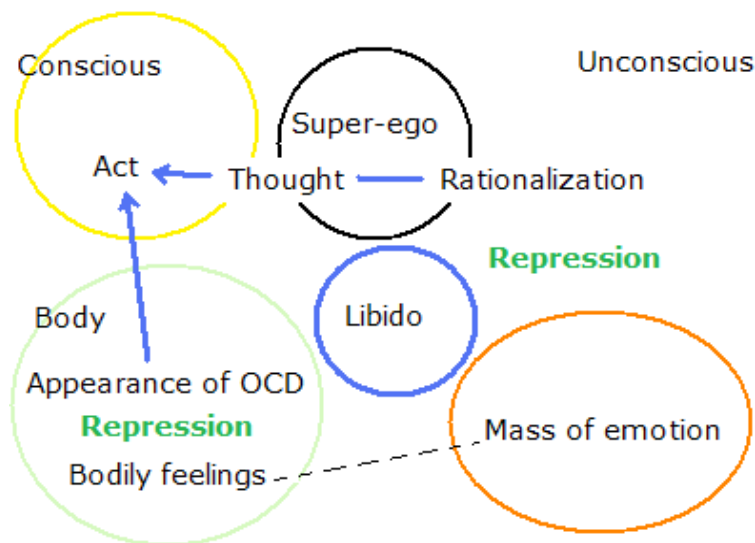 Conscious
Unconscious
Super-ego
Act
Thought
Rationalization
Repression
Body
Libido
Appearance of OCD
Repression
Mass of emotion
Bodily feelings